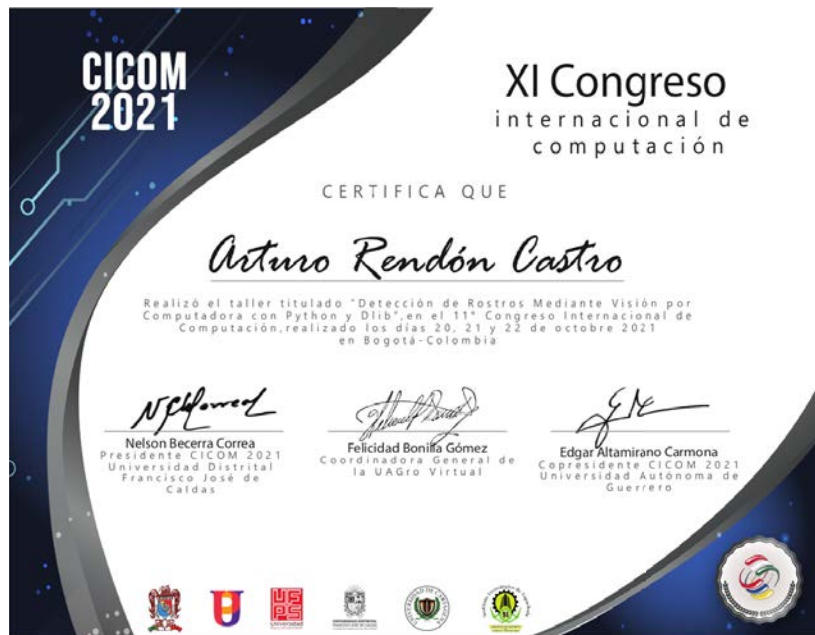 CICOM
2021
XI Congreso
internacional de
computación
CERTIFICA QUE
Arturo Rendón Castro
Realizó el taller titulado "Detección de Rostros Mediante Visión por
Computadora con Python y Dlib",en el 11° Congreso Internacional de
Computación,realizado los días 20, 21 y 22 de octubre 2021
en Bogotá-Colombia
Nelson Becerra Correa
Presidente CICOM 2021
Universidad Distrital
Francisco José de
Caldas
Felicidad Bonilla Gómez
Coordinadora General de
la UAGro Virtual
Edgar Altamirano Carmona
Copresidente CICOM 2021
Universidad Autónoma de
Guerrero
UFPS